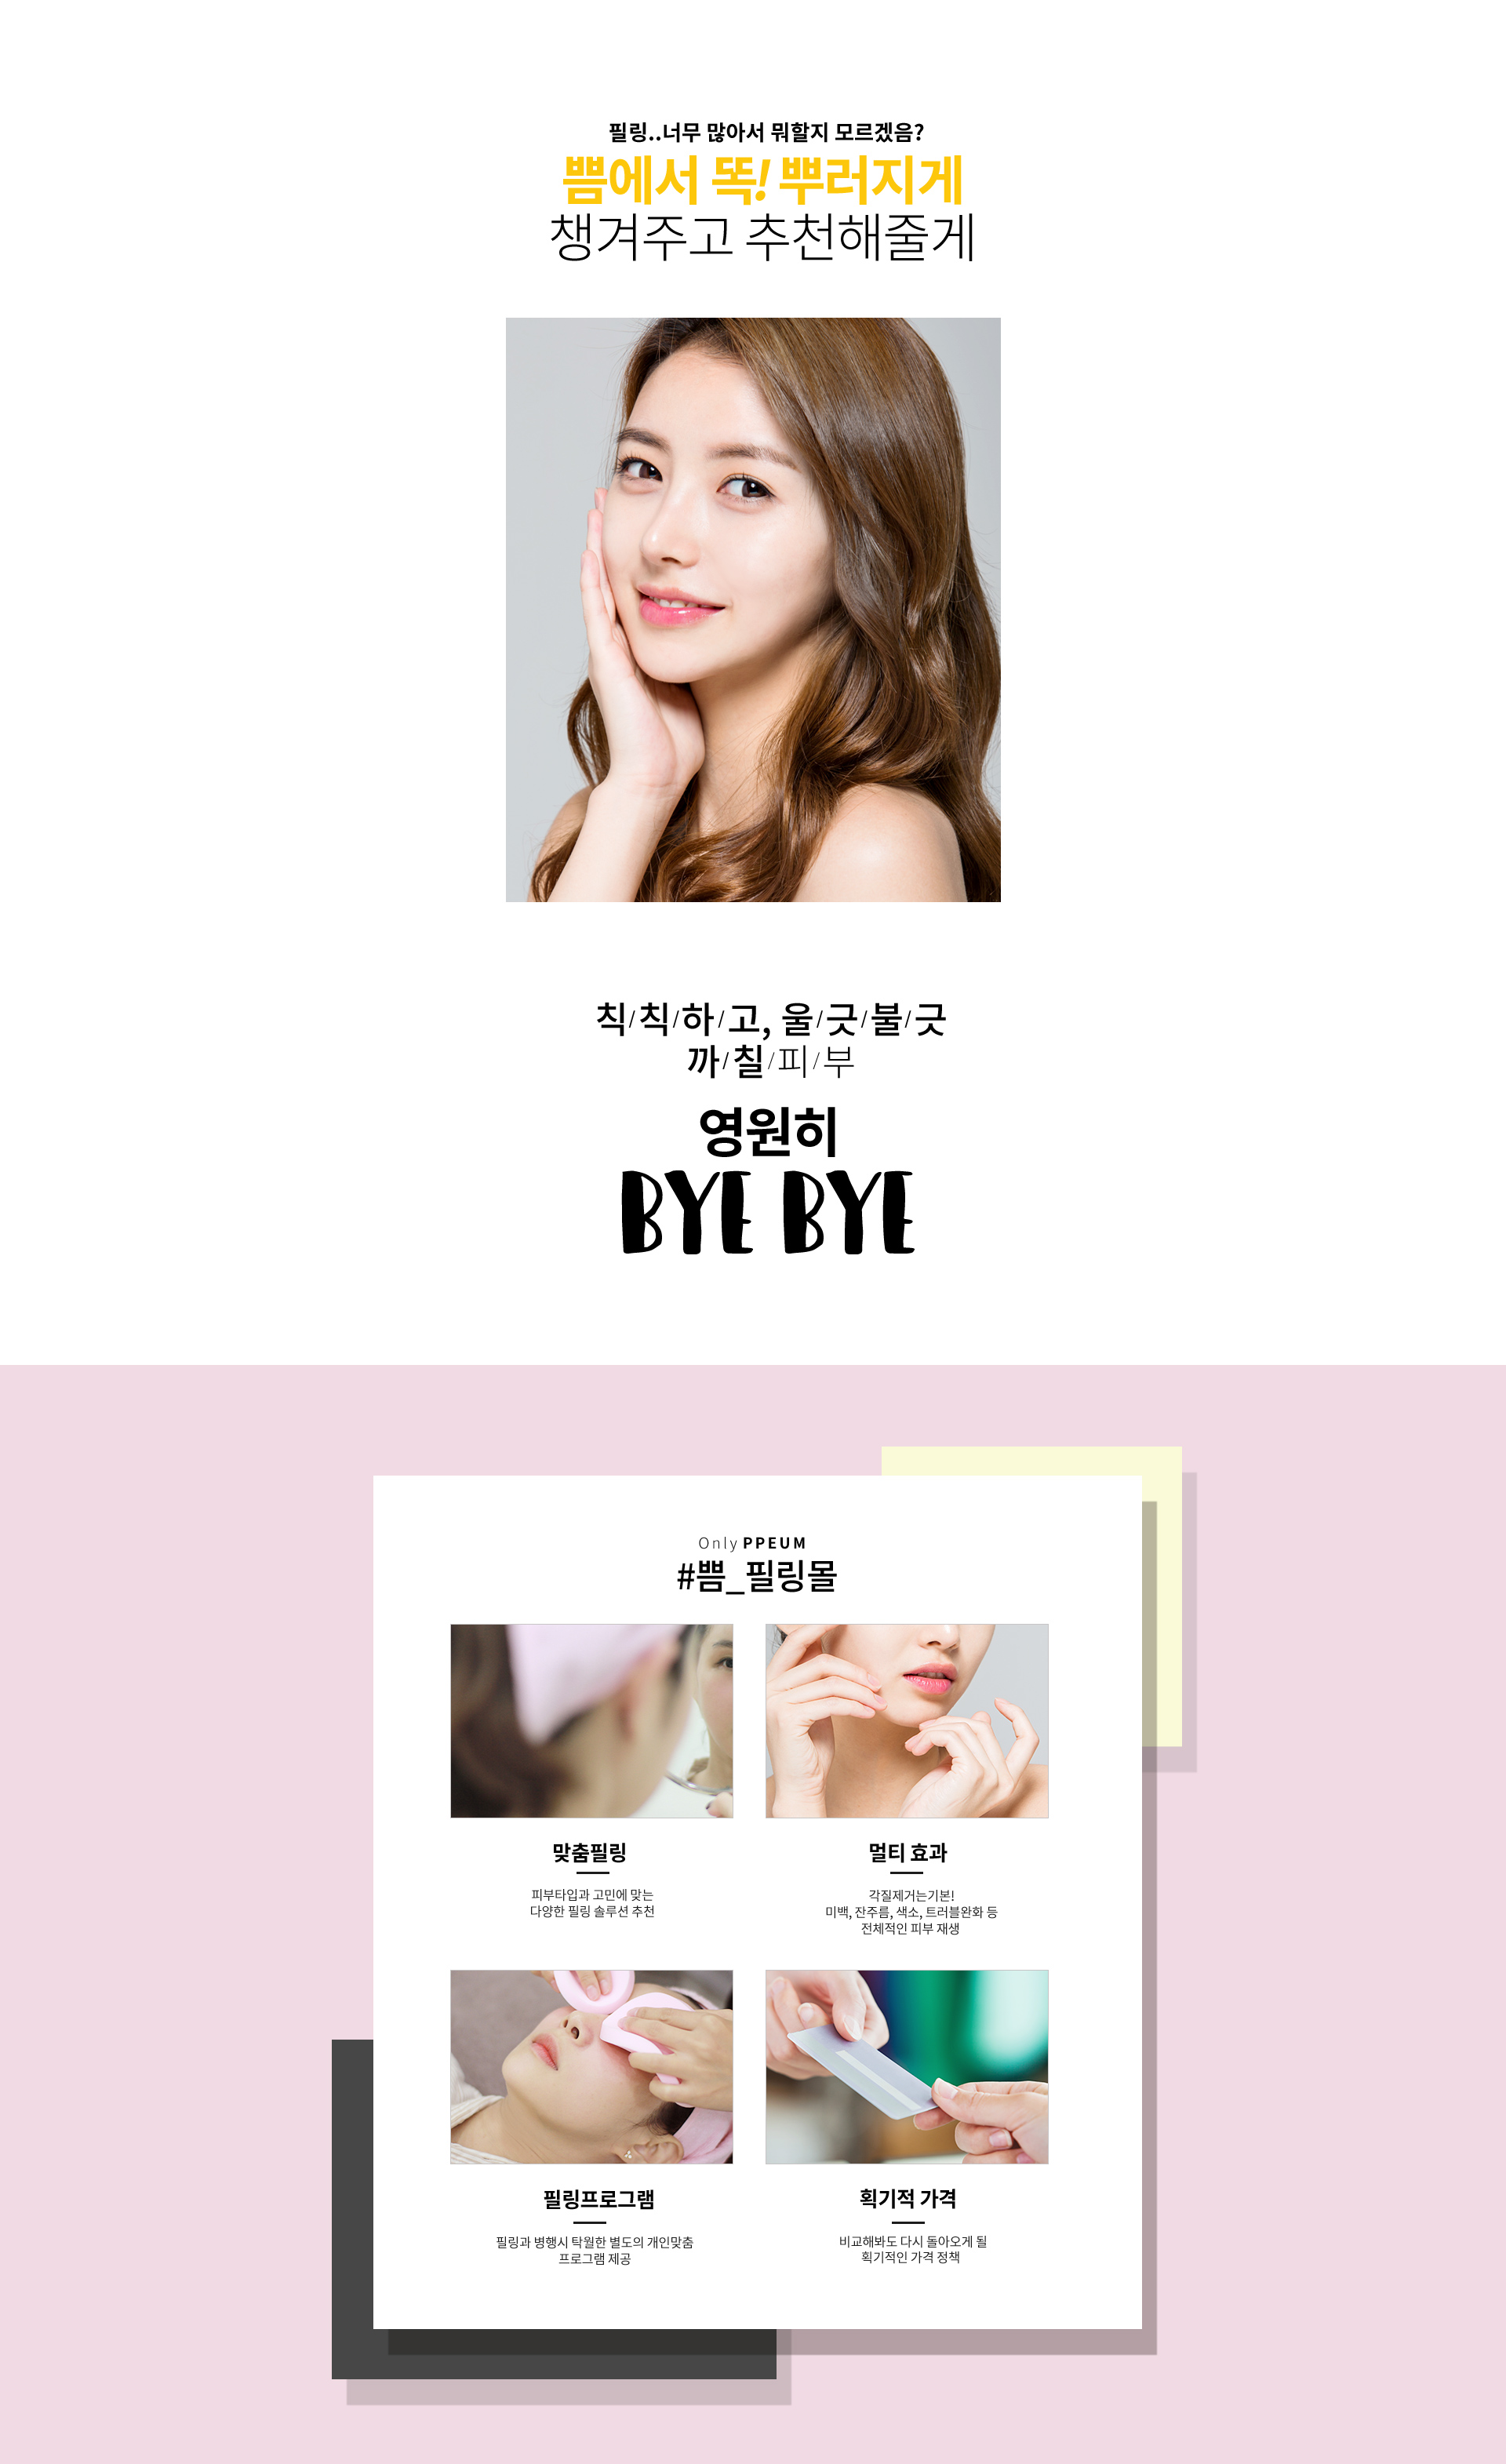 필링..너무 많아서 뭐할지 모르겠음?
쁨에서 똑! 뿌러지게
챙겨주고 추천해줄게
칙/칙/하/고, 울/긋/불/긋
까/칠/피/부
영원히
BYE BYE
Only PPEUM
#쁨_필링몰
맞춤필링
피부타입과 고민에 맞는
다양한 필링 솔루션 추천
멀티 효과
각질제거는기본!
미백, 잔주름, 색소, 트러블완화 등
전체적인 피부 재생
필링프로그램
필링과 병행시 탁월한 별도의 개인맞춤
프로그램 제공
획기적 가격
비교해봐도 다시 돌아오게 될
획기적인 가격 정책